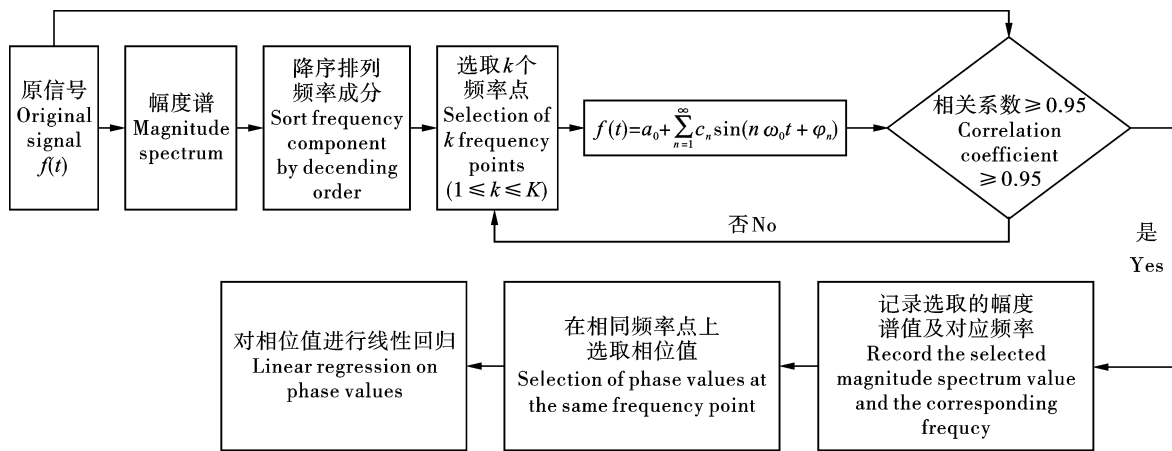 原信号
Original
signal
f(t)
幅度谱
Magnitude
spectrum
降序排列
频率成分
Sort frequency
component
by decending
order
选取k个
频率点
Selection of
k frequency
points
(1≤k≤K)
f(t)=a₀+∑ₙ₌₁^∞ cₙ sin(nω₀t+φₙ)
相关系数≥0.95
Correlation
coefficient
≥0.95
否No
是
Yes
记录选取的幅度
谱值及对应频率
Record the selected
magnitude spectrum value
and the corresponding
frequcy
在相同频率点上
选取相位值
Selection of phase values at
the same frequency point
对相位值进行线性回归
Linear regression on
phase values